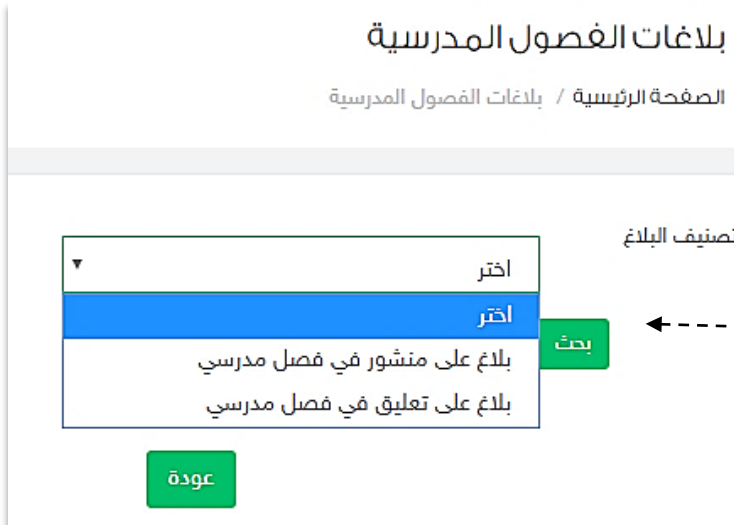 بلاغات الفصول المدرسية
الصفحة الرئيسية / بلاغات الفصول المدرسية
تصنيف البلاغ
اختر
اختر
بلاغ على منشور في فصل مدرسي
بلاغ على تعليق في فصل مدرسي
بحث
عودة